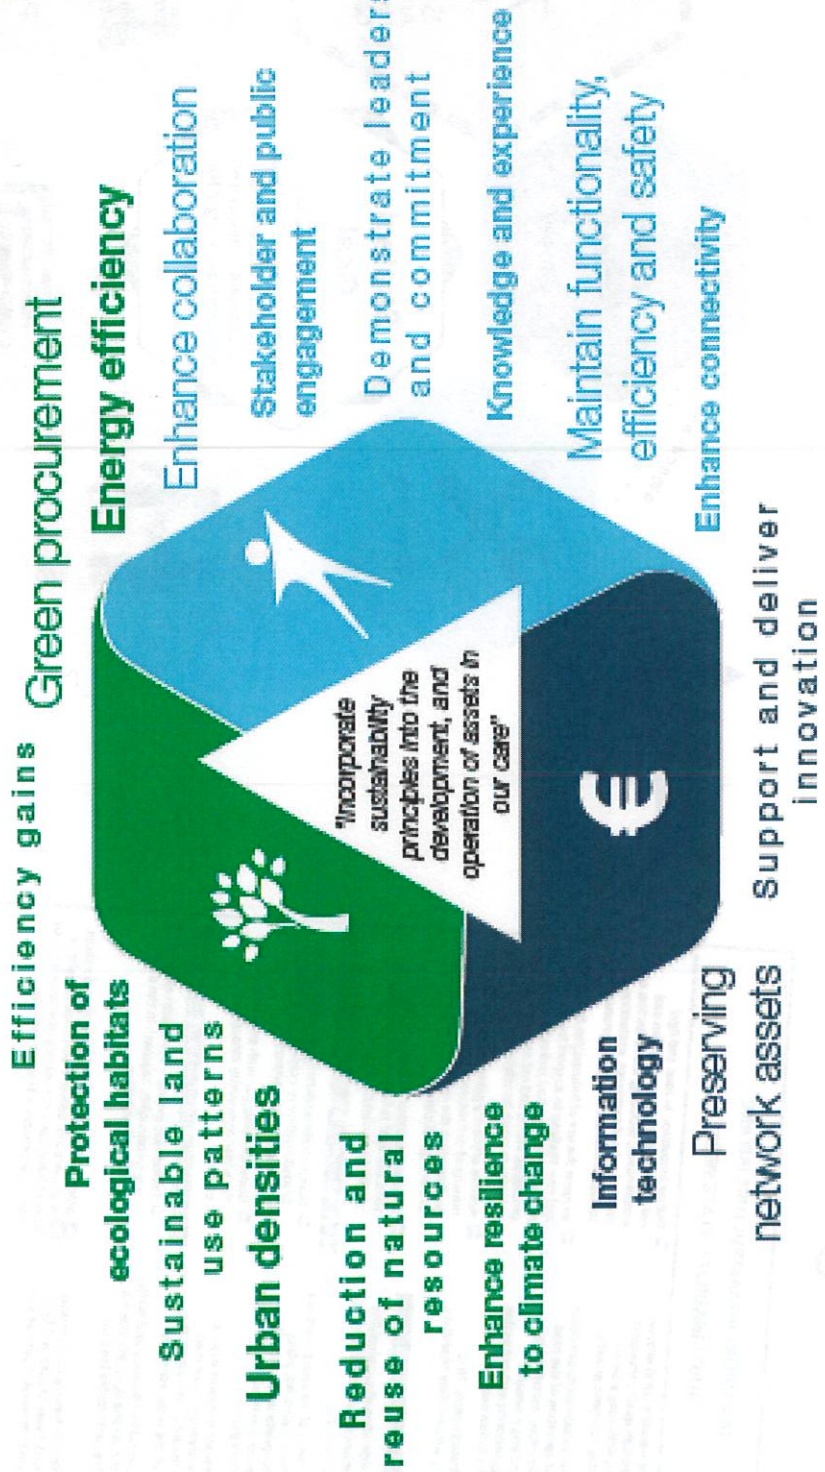 Efficiency gains
Green procurement
Energy efficiency
Protection of
ecological habitats
Sustainable land
use patterns
Urban densities
Reduction and
reuse of natural
resources
Enhance resilience
to climate change
Enhance collaboration
Stakeholder and public
engagement
Demonstrate leaders
and commitment
Knowledge and experience
Maintain functionality,
efficiency and safety
Enhance connectivity
"Incorporate
sustainability
principles into the
development, and
operation of assets in
our care"
€
Information
technology
Preserving
network assets
Support and deliver
innovation